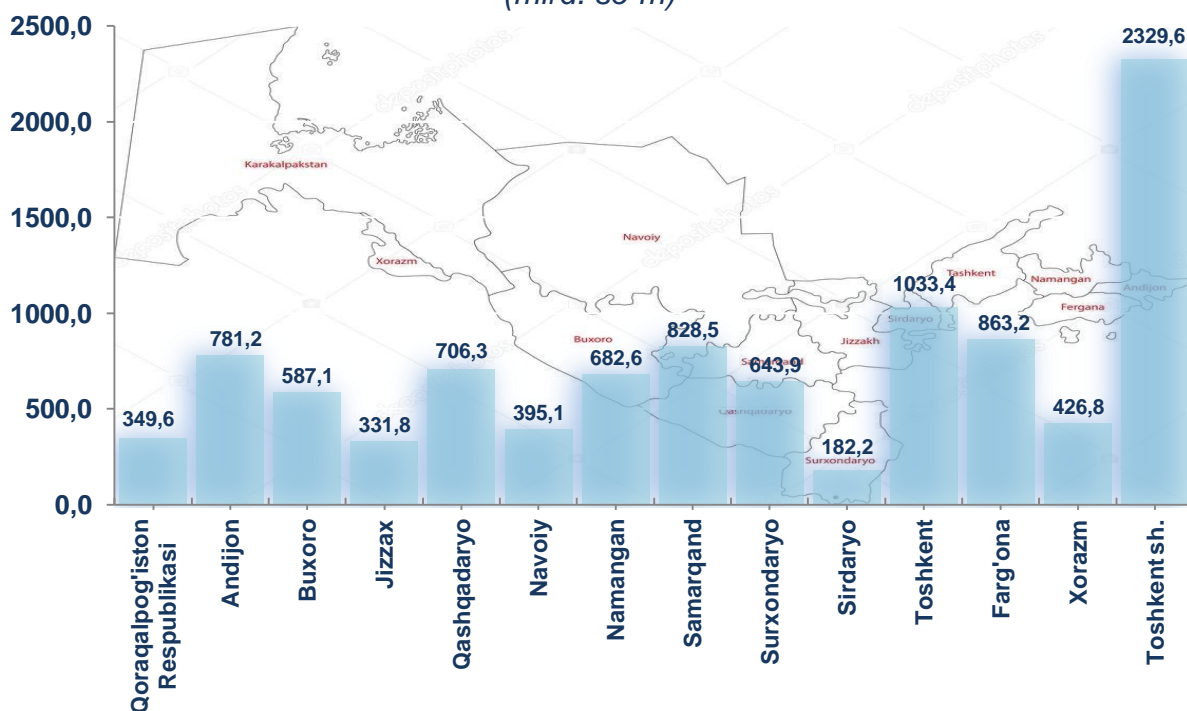 2500,0
2000,0
1500,0
1000,0
500,0
0,0
2329,6
Karakalpakstan
Xorazm
Navoiy
Buxoro
Tashkent
Namangan
Andijon
Fergana
Sirdaryo
Jizzakh
Samarqand
Qashqadaryo
Surxondaryo
349,6
781,2
587,1
331,8
706,3
395,1
682,6
828,5
643,9
182,2
1033,4
863,2
426,8
Qoraqalpog'iston
Respublikasi
Andijon
Buxoro
Jizzax
Qashqadaryo
Navoiy
Namangan
Samarqand
Surxondaryo
Sirdaryo
Toshkent
Farg'ona
Xorazm
Toshkent sh.
depositphotos